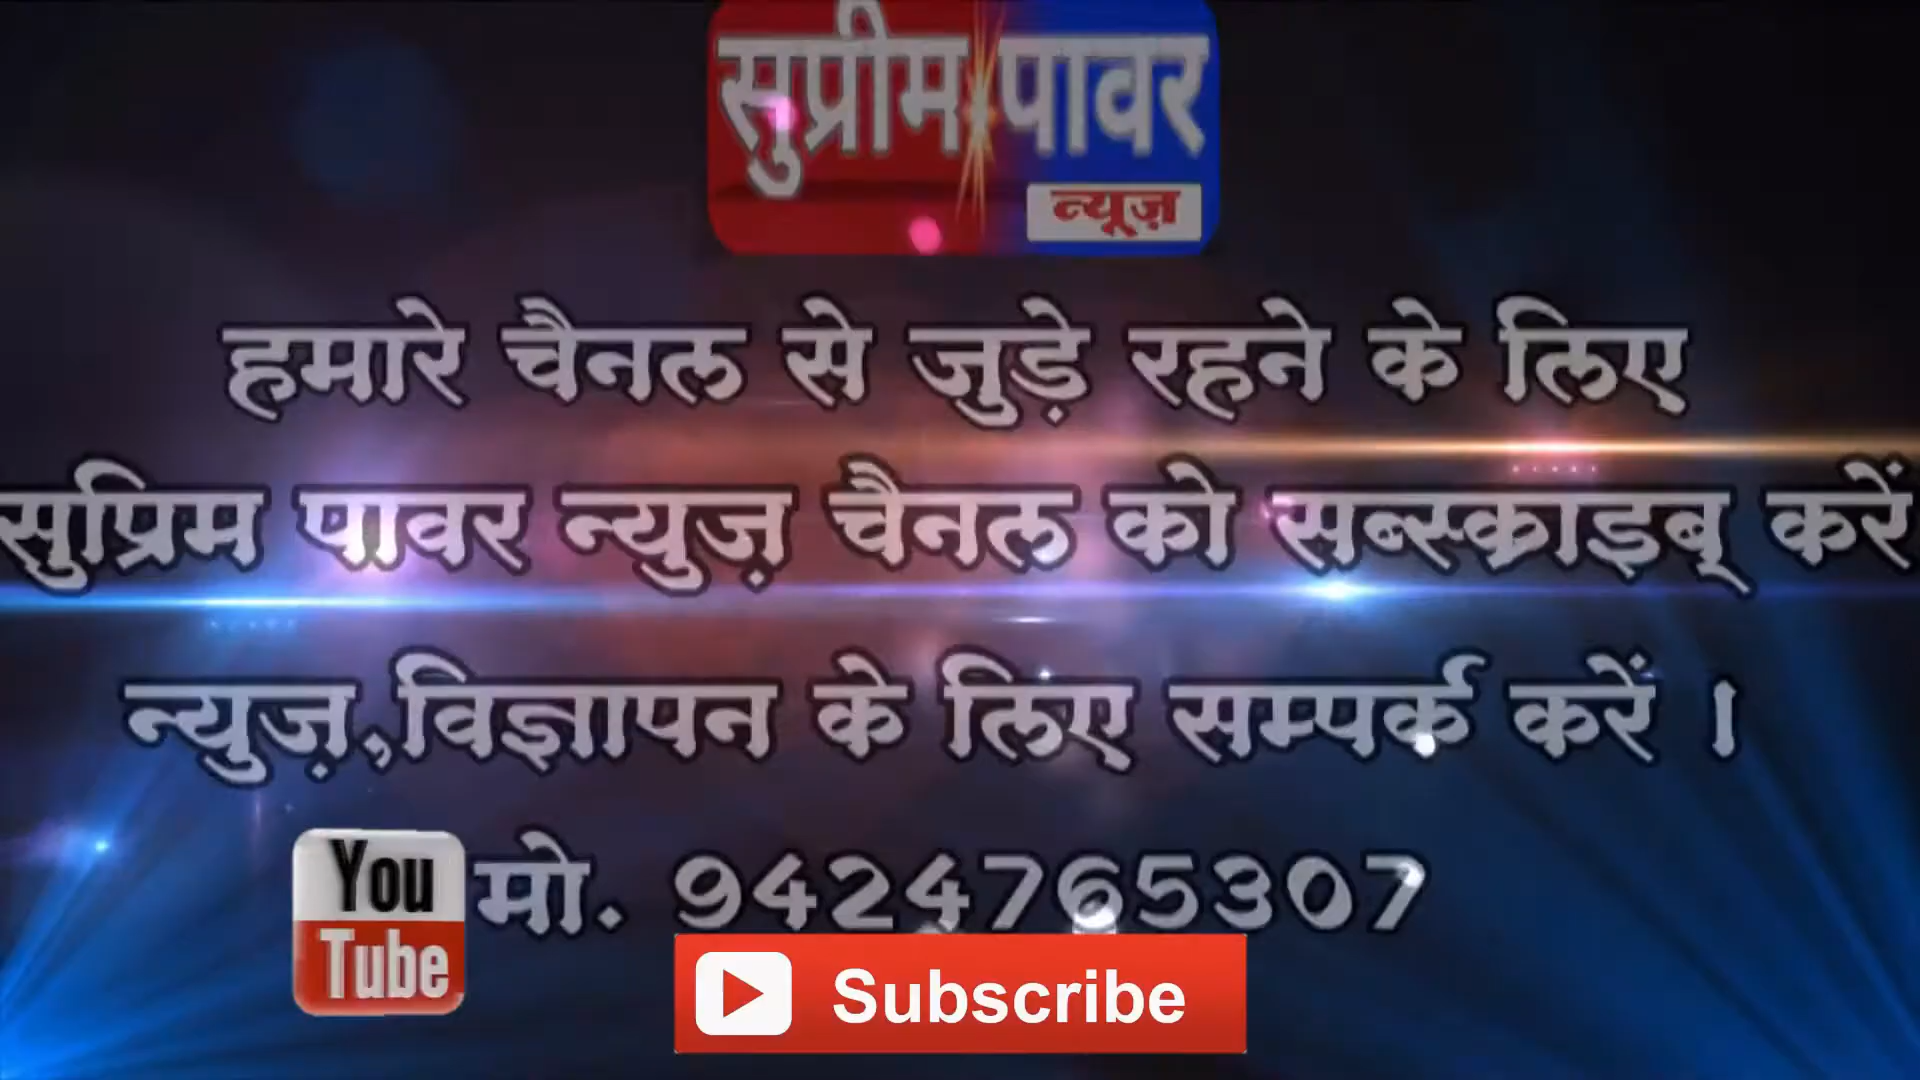 सुप्रीम पावर
न्यूज़
हमारे चैनल से जुड़े रहने के लिए
सुप्रिम पावर न्युज़ चैनल को सब्स्क्राइब् करें
न्युज़,विज्ञापन के लिए सम्पर्क करें ।
मो. 9424765307
You
Tube
Subscribe